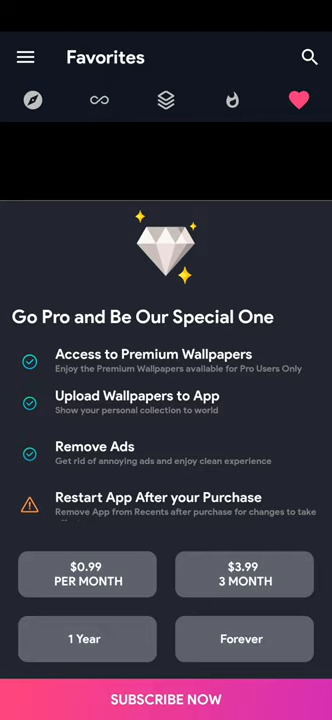 Favorites
Go Pro and Be Our Special One
Access to Premium Wallpapers
Enjoy the Premium Wallpapers available for Pro Users Only
Upload Wallpapers to App
Show your personal collection to world
Remove Ads
Get rid of annoying ads and enjoy clean experience
Restart App After your Purchase
Remove App from Recents after purchase for changes to take
$0.99
PER MONTH
$3.99
3 MONTH
1 Year
Forever
SUBSCRIBE NOW